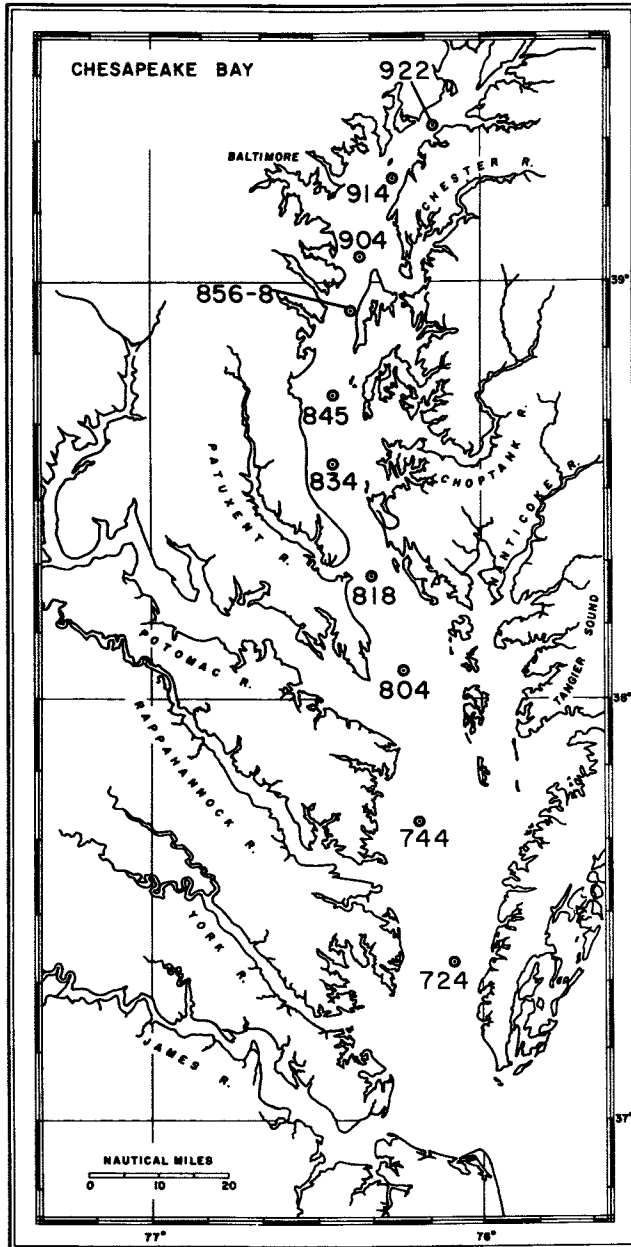 CHESAPEAKE BAY
922
BALTIMORE
914
CHESTER R.
904
39°
856-8
845
PATUXENT R.
834
CHOPTANK R.
NENTICOKE R.
818
TANGIER SOUND
POTOMAC R.
804
38°
RAPPAHANNOCK R.
744
YORK R.
724
JAMES R.
37°
NAUTICAL MILES
0 10 20
77° 76°